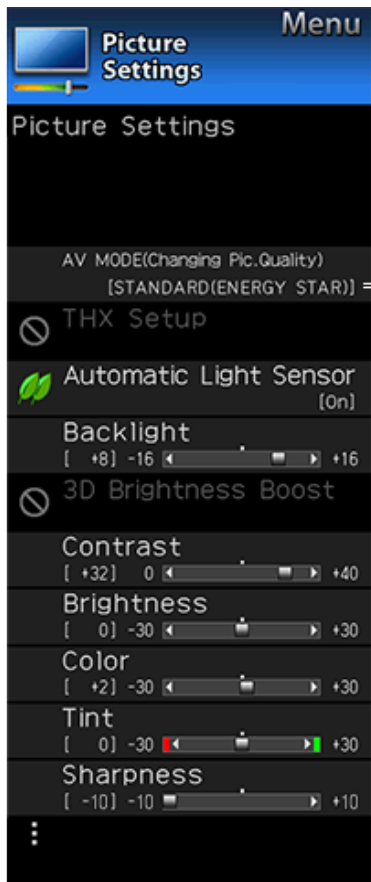 Menu
Picture
Settings
Picture Settings
AV MODE(Changing Pic.Quality)
[STANDARD(ENERGY STAR)]
THX Setup
Automatic Light Sensor
[On]
Backlight
[ +8] -16 +16
3D Brightness Boost
Contrast
[ +32] 0 +40
Brightness
[ 0] -30 +30
Color
[ +2] -30 +30
Tint
[ 0] -30 +30
Sharpness
[ -10] -10 +10